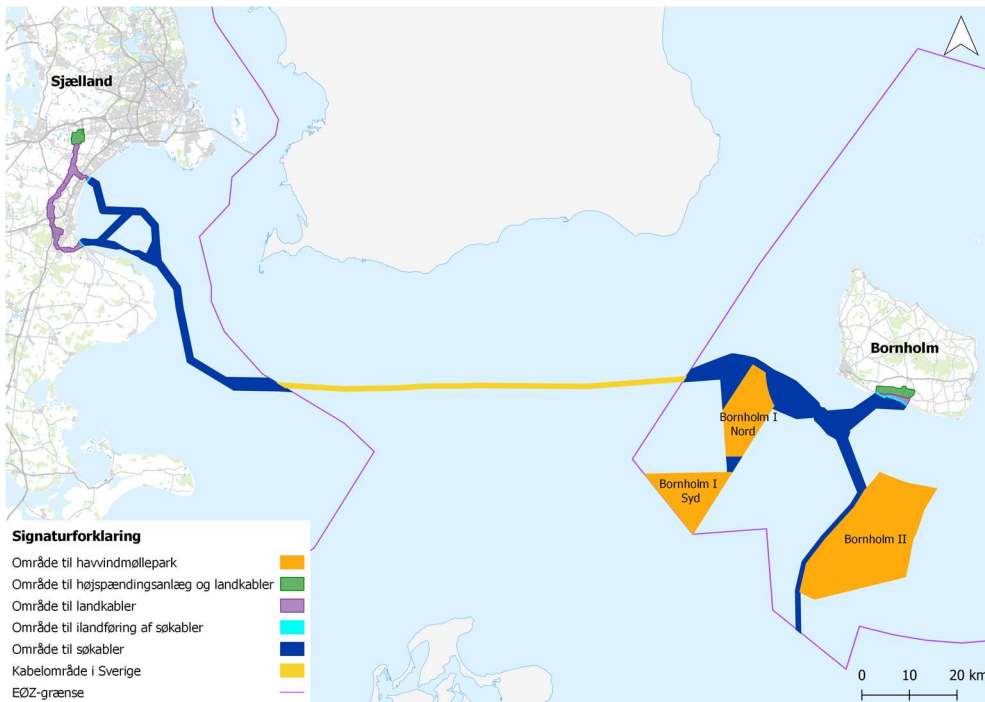 Sjælland
Bornholm
Bornholm I
Nord
Bornholm I
Syd
Bornholm II
Signaturforklaring
Område til havvindmøllepark
Område til højspændingsanlæg og landkabler
Område til landkabler
Område til ilandføring af søkabler
Område til søkabler
Kabelområde i Sverige
EØZ-grænse
0 10 20 km